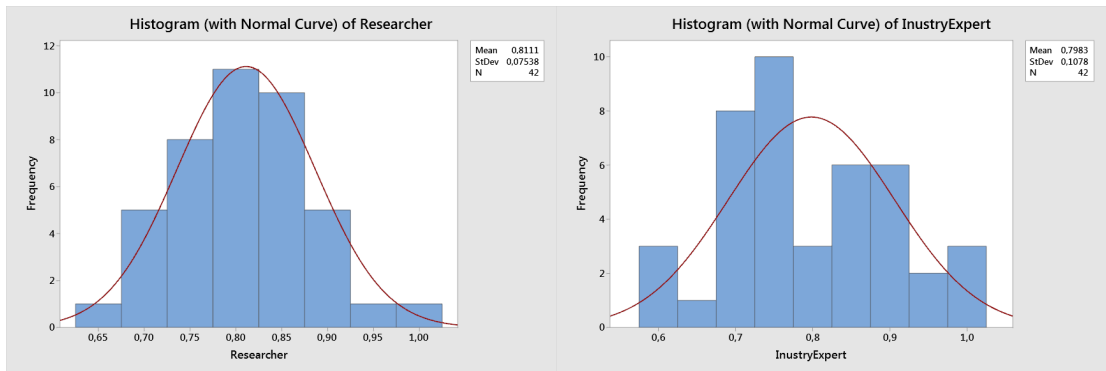 Histogram (with Normal Curve) of Researcher
Mean 0,8111
StDev 0,07538
N 42
12
10
8
6
4
2
0
Frequency
0,65 0,70 0,75 0,80 0,85 0,90 0,95 1,00
Researcher
Histogram (with Normal Curve) of InustryExpert
Mean 0,7983
StDev 0,1078
N 42
10
8
6
4
2
0
Frequency
0,6 0,7 0,8 0,9 1,0
InustryExpert